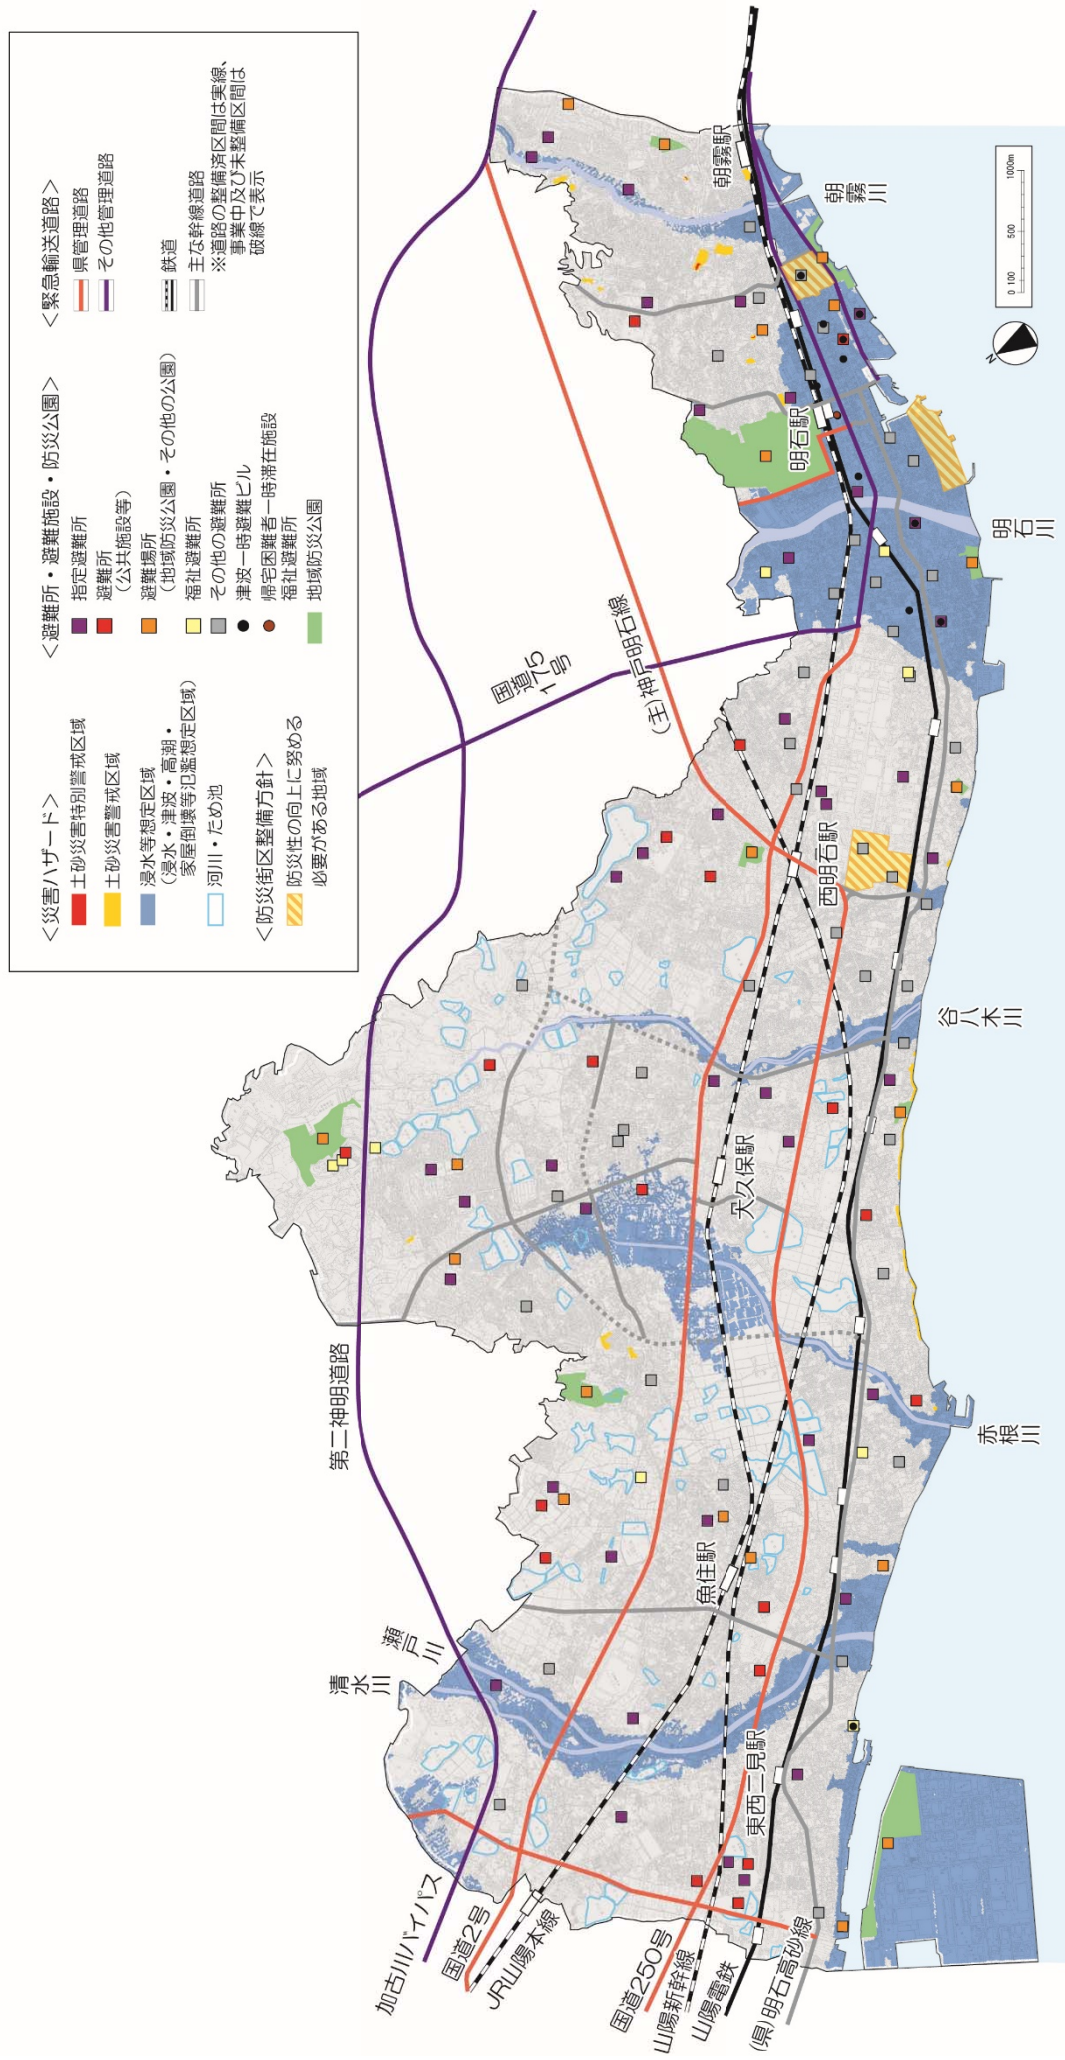 ＜災害ハザード＞
土砂災害特別警戒区域
土砂災害警戒区域
浸水等想定区域
（浸水・津波・高潮・
家屋倒壊等氾濫想定区域）
河川・ため池
＜防災街区整備方針＞
防災性の向上に努める
必要がある地域
＜避難所・避難施設・防災公園＞
指定避難所
避難所
（公共施設等）
避難場所
（地域防災公園・その他の公園）
福祉避難所
その他の避難所
津波一時避難ビル
帰宅困難者一時滞在施設
福祉避難所
地域防災公園
＜緊急輸送道路＞
県管理道路
その他管理道路
鉄道
主な幹線道路
※道路の整備済区間は実線、
事業中及び未整備区間は
破線で表示
加古川バイパス
国道2号
JR山陽本線
国道250号
山陽新幹線
山陽電鉄
(県)明石高砂線
清水川
瀬戸川
第二神明道路
国道175号
(主)神戸明石線
東西二見駅
魚住駅
大久保駅
西明石駅
明石駅
朝霧駅
赤根川
谷八木川
明石川
朝霧川
N
0 100 500 1000m